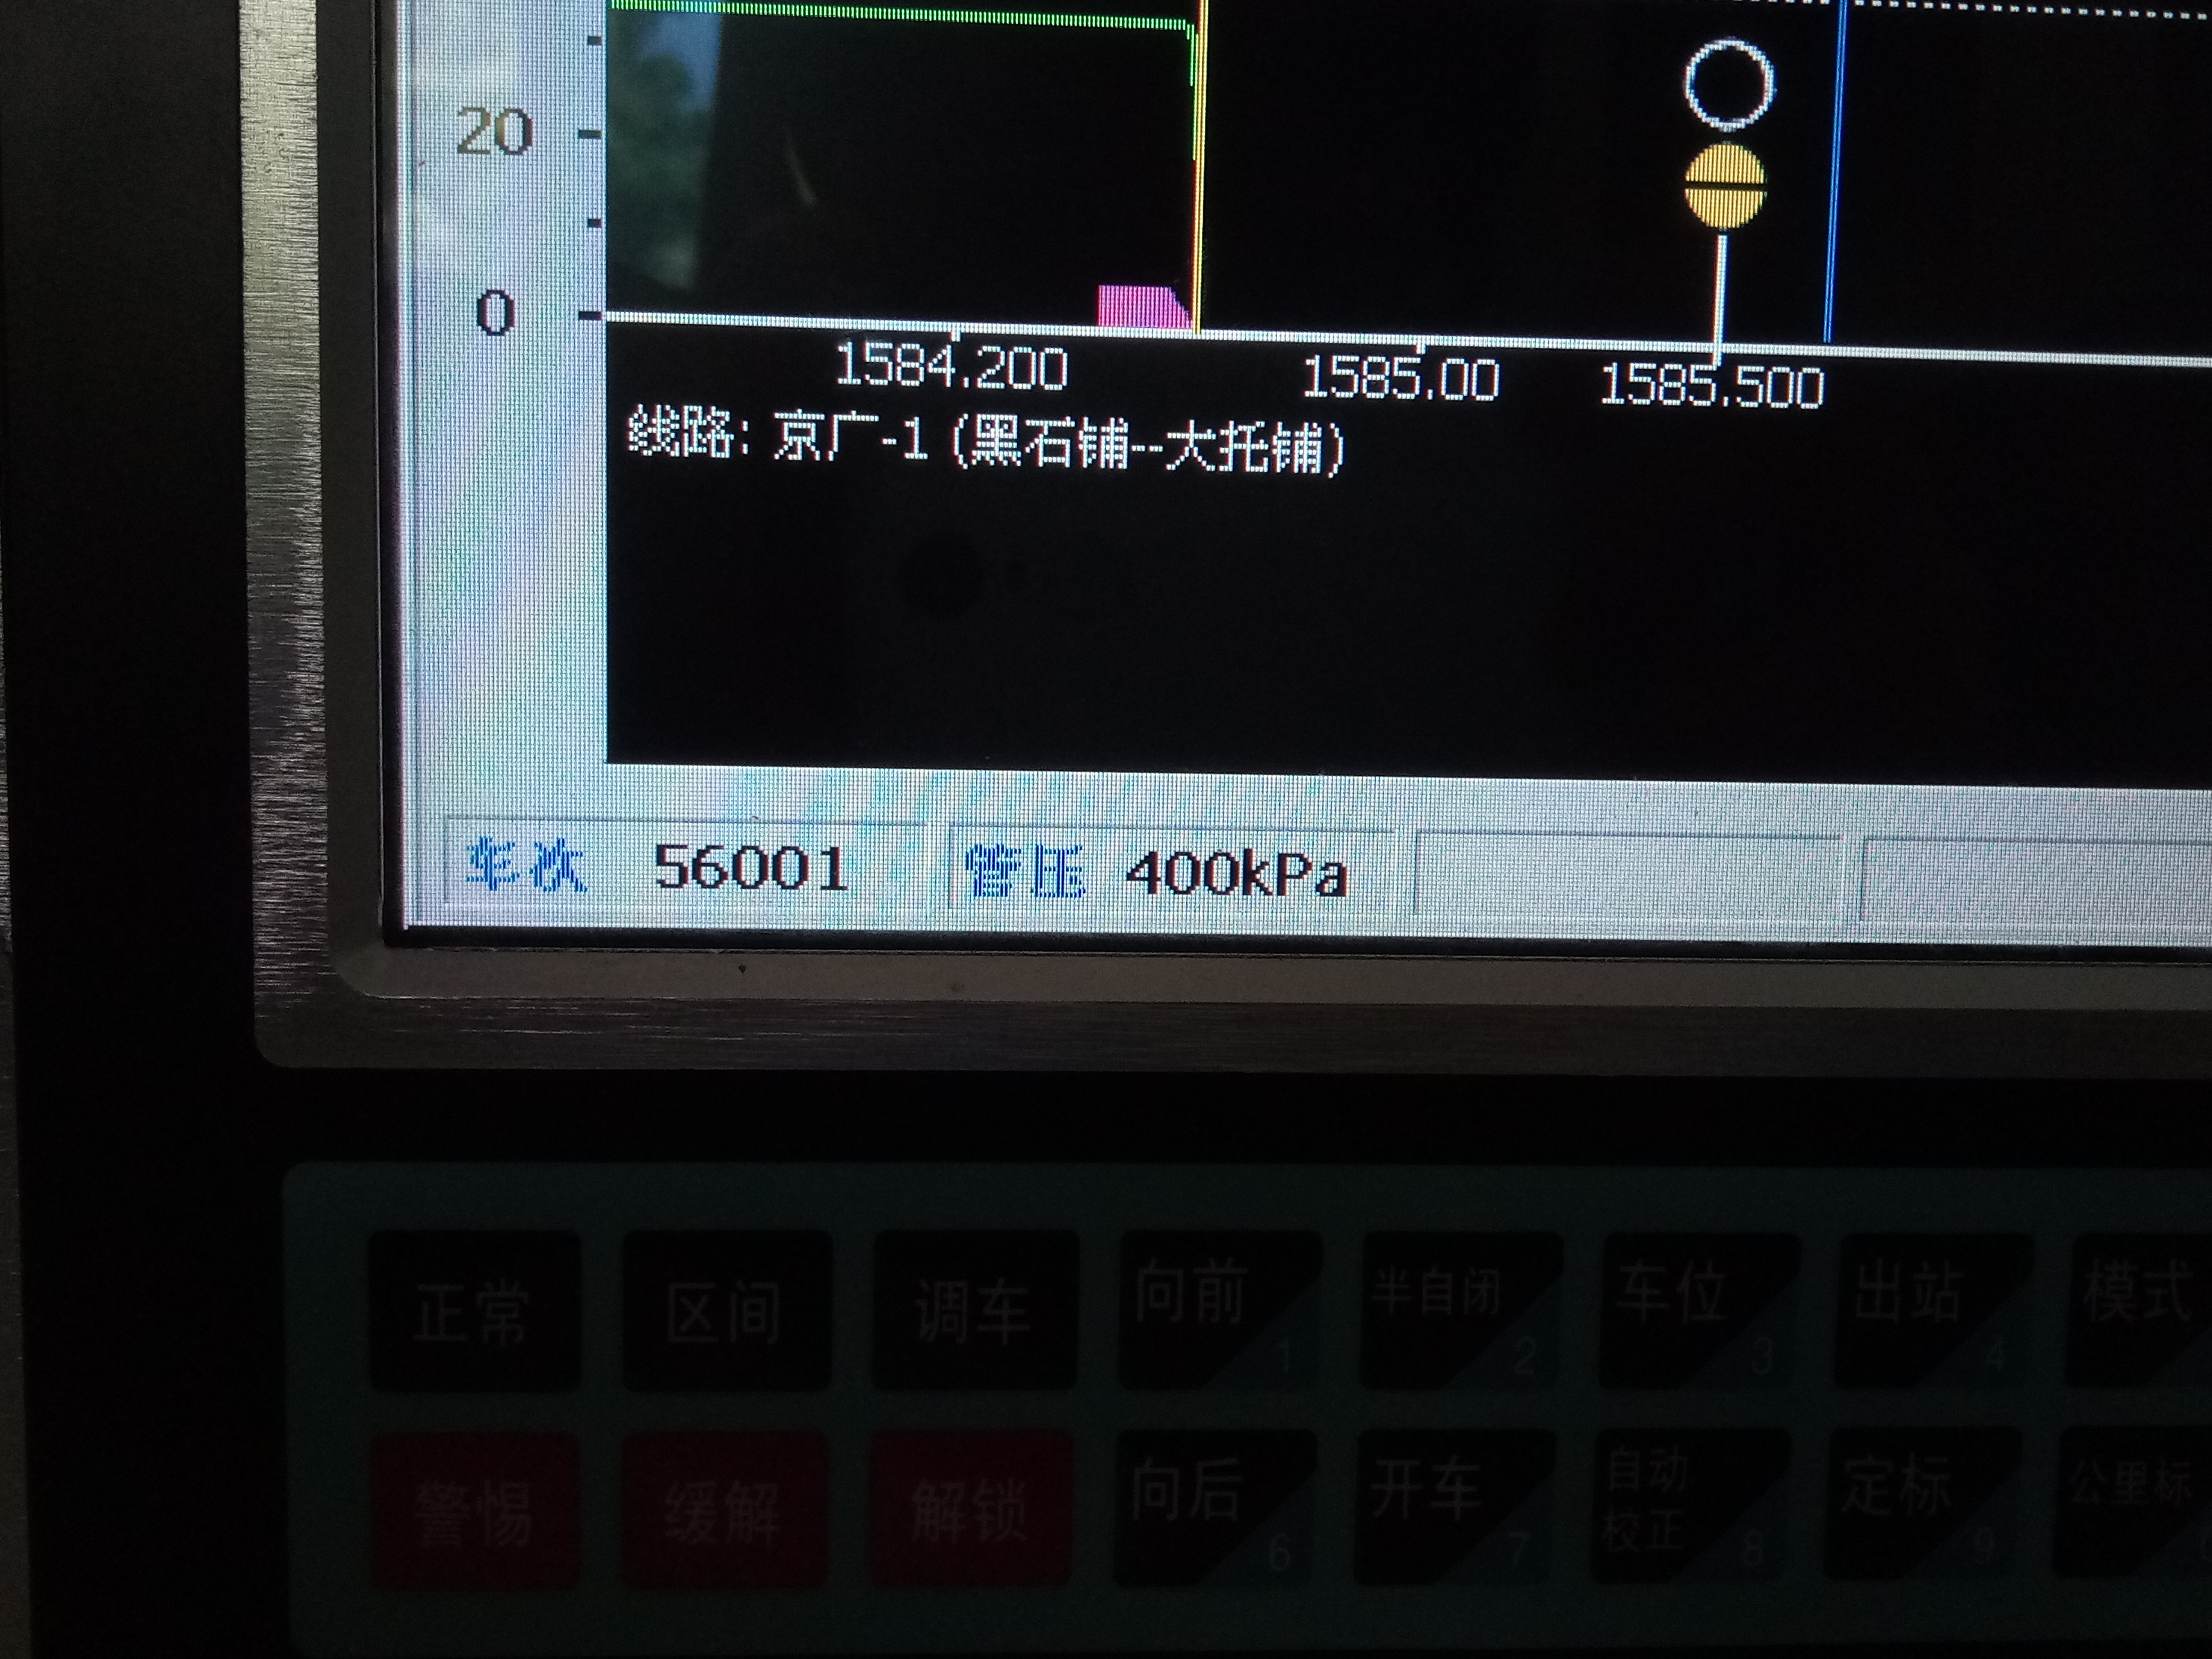 20
0
1584.200 1585.00 1585.500
线路: 京广-1 (黑石铺--大托铺)
车次 56001 管压 400kPa
正常 区间 调车 向前 1 半自闭 2 车位 3 出站 4 模式
警惕 缓解 解锁 向后 6 开车 7 自动校正 8 定标 9 公里标